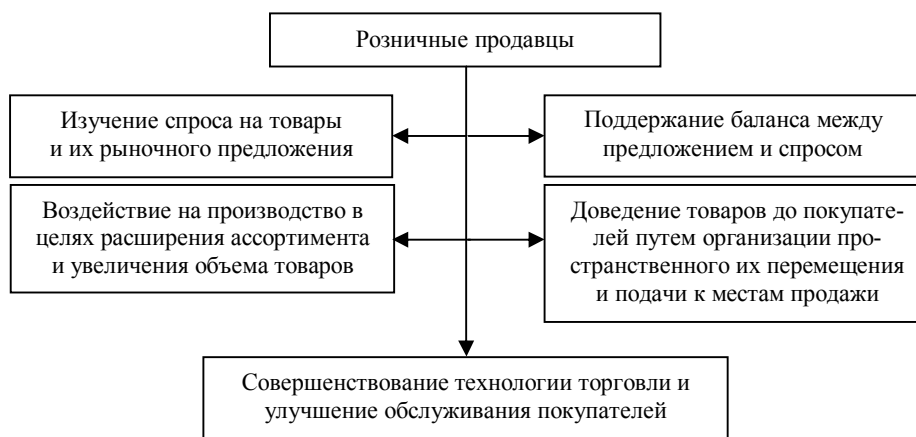 Розничные продавцы
Изучение спроса на товары
и их рыночного предложения
Поддержание баланса между
предложением и спросом
Воздействие на производство в
целях расширения ассортимента
и увеличения объема товаров
Доведение товаров до покупате-
лей путем организации про-
странственного их перемещения
и подачи к местам продажи
Совершенствование технологии торговли и
улучшение обслуживания покупателей